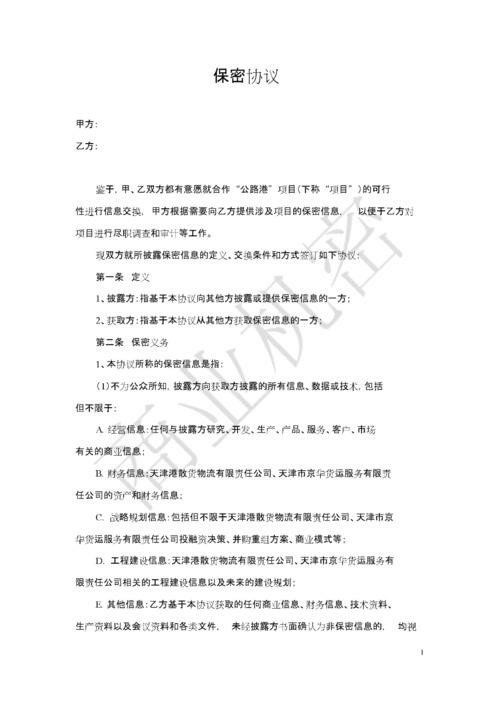 保密协议
甲方：
乙方：
鉴于，甲、乙双方都有意愿就合作“公路港”项目（下称“项目”）的可行
性进行信息交换， 甲方根据需要向乙方提供涉及项目的保密信息， 以便于乙方对
项目进行尽职调查和审计等工作。
现双方就所披露保密信息的定义、交换条件和方式签订如下协议：
第一条 定义
1、披露方：指基于本协议向其他方披露或提供保密信息的一方；
2、获取方：指基于本协议从其他方获取保密信息的一方；
第二条 保密义务
1、本协议所称的保密信息是指：
（1）不为公众所知，披露方向获取方披露的所有信息、数据或技术，包括
但不限于：
A. 经营信息：任何与披露方研究、开发、生产、产品、服务、客户、市场
有关的商业信息；
B. 财务信息：天津港散货物流有限责任公司、天津市京华货运服务有限责
任公司的资产和财务信息；
C. 战略规划信息：包括但不限于天津港散货物流有限责任公司、天津市京
华货运服务有限责任公司投融资决策、并购重组方案、商业模式等；
D. 工程建设信息：天津港散货物流有限责任公司、天津市京华货运服务有
限责任公司相关的工程建设信息以及未来的建设规划；
E. 其他信息：乙方基于本协议获取的任何商业信息、财务信息、技术资料、
生产资料以及会议资料和各类文件， 未经披露方书面确认为非保密信息的， 均视
商业机密
1